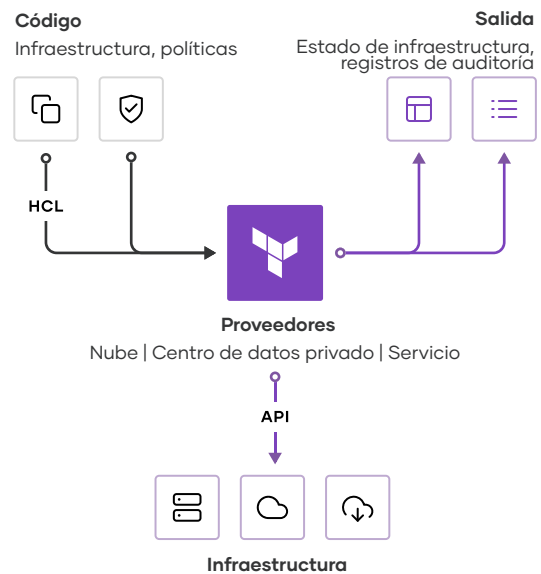 Código
Infraestructura, políticas
Salida
Estado de infraestructura,
registros de auditoría
HCL
Proveedores
Nube | Centro de datos privado | Servicio
API
Infraestructura